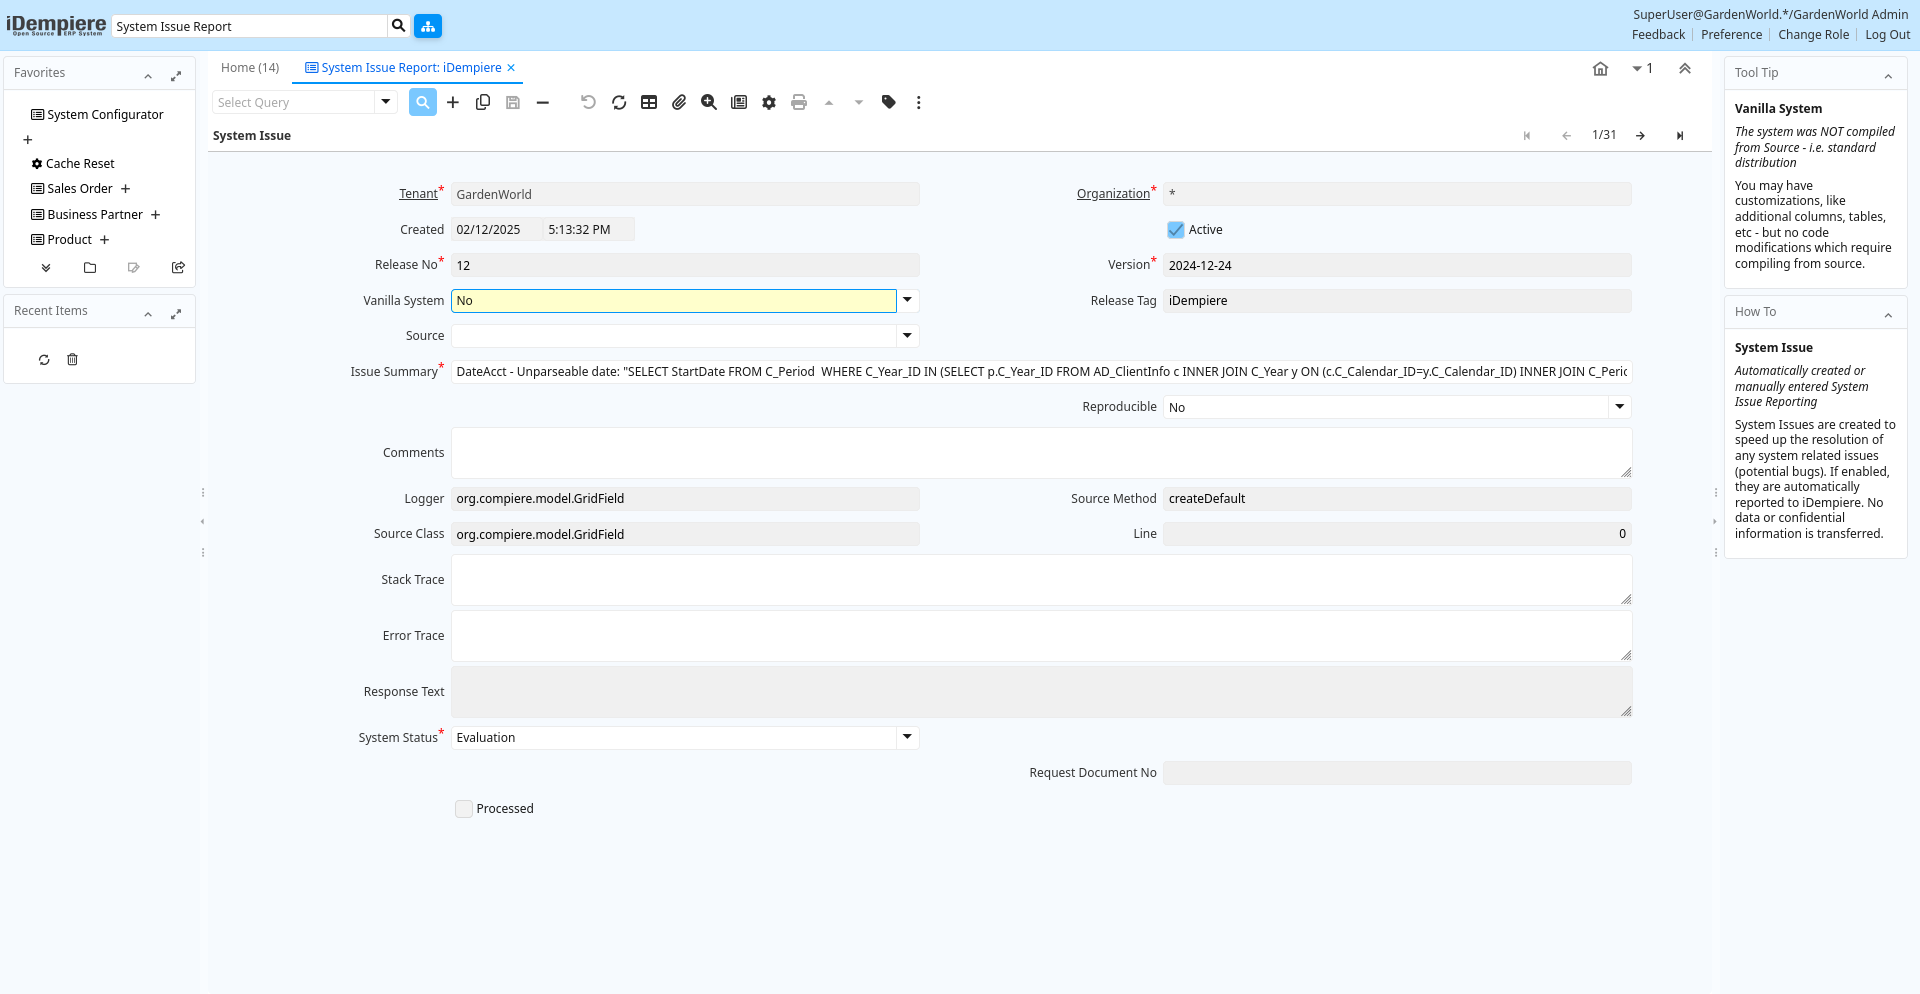 iDempiere
Open Source ERP System
System Issue Report
SuperUser@GardenWorld.*/GardenWorld Admin
Feedback
Preference
Change Role
Log Out
Favorites
System Configurator
Cache Reset
Sales Order
Business Partner
Product
Recent Items
Home (14)
System Issue Report: iDempiere
1
Select Query
System Issue
1/31
Tenant* GardenWorld
Organization* *
Created 02/12/2025 5:13:32 PM
Active
Release No* 12
Version* 2024-12-24
Vanilla System No
Release Tag iDempiere
Source
Issue Summary* DateAcct - Unparseable date: "SELECT StartDate FROM C_Period  WHERE C_Year_ID IN (SELECT p.C_Year_ID FROM AD_ClientInfo c INNER JOIN C_Year y ON (c.C_Calendar_ID=y.C_Calendar_ID) INNER JOIN C_Peric
Reproducible No
Comments
Logger org.compiere.model.GridField
Source Method createDefault
Source Class org.compiere.model.GridField
Line 0
Stack Trace
Error Trace
Response Text
System Status* Evaluation
Request Document No
Processed
Tool Tip
Vanilla System
The system was NOT compiled
from Source - i.e. standard
distribution
You may have
customizations, like
additional columns, tables,
etc - but no code
modifications which require
compiling from source.
How To
System Issue
Automatically created or
manually entered System
Issue Reporting
System Issues are created to
speed up the resolution of
any system related issues
(potential bugs). If enabled,
they are automatically
reported to iDempiere. No
data or confidential
information is transferred.